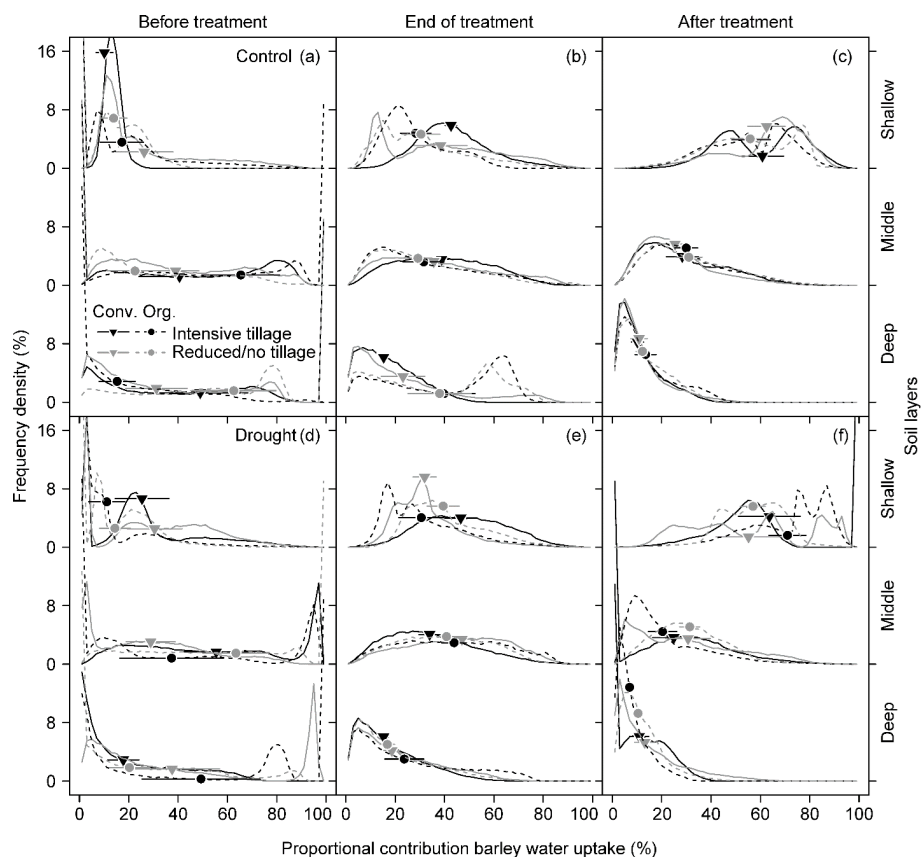 Before treatment End of treatment After treatment
16 Control (a) (b) (c) Shallow
8
0
8 Middle
0
Conv. Org.
Intensive tillage
Reduced/no tillage
8 Deep
0
Frequency density (%)
Soil layers
16 Drought (d) (e) (f) Shallow
8
0
8 Middle
0
8 Deep
0
0 20 40 60 80 100 0 20 40 60 80 100 0 20 40 60 80 100
Proportional contribution barley water uptake (%)